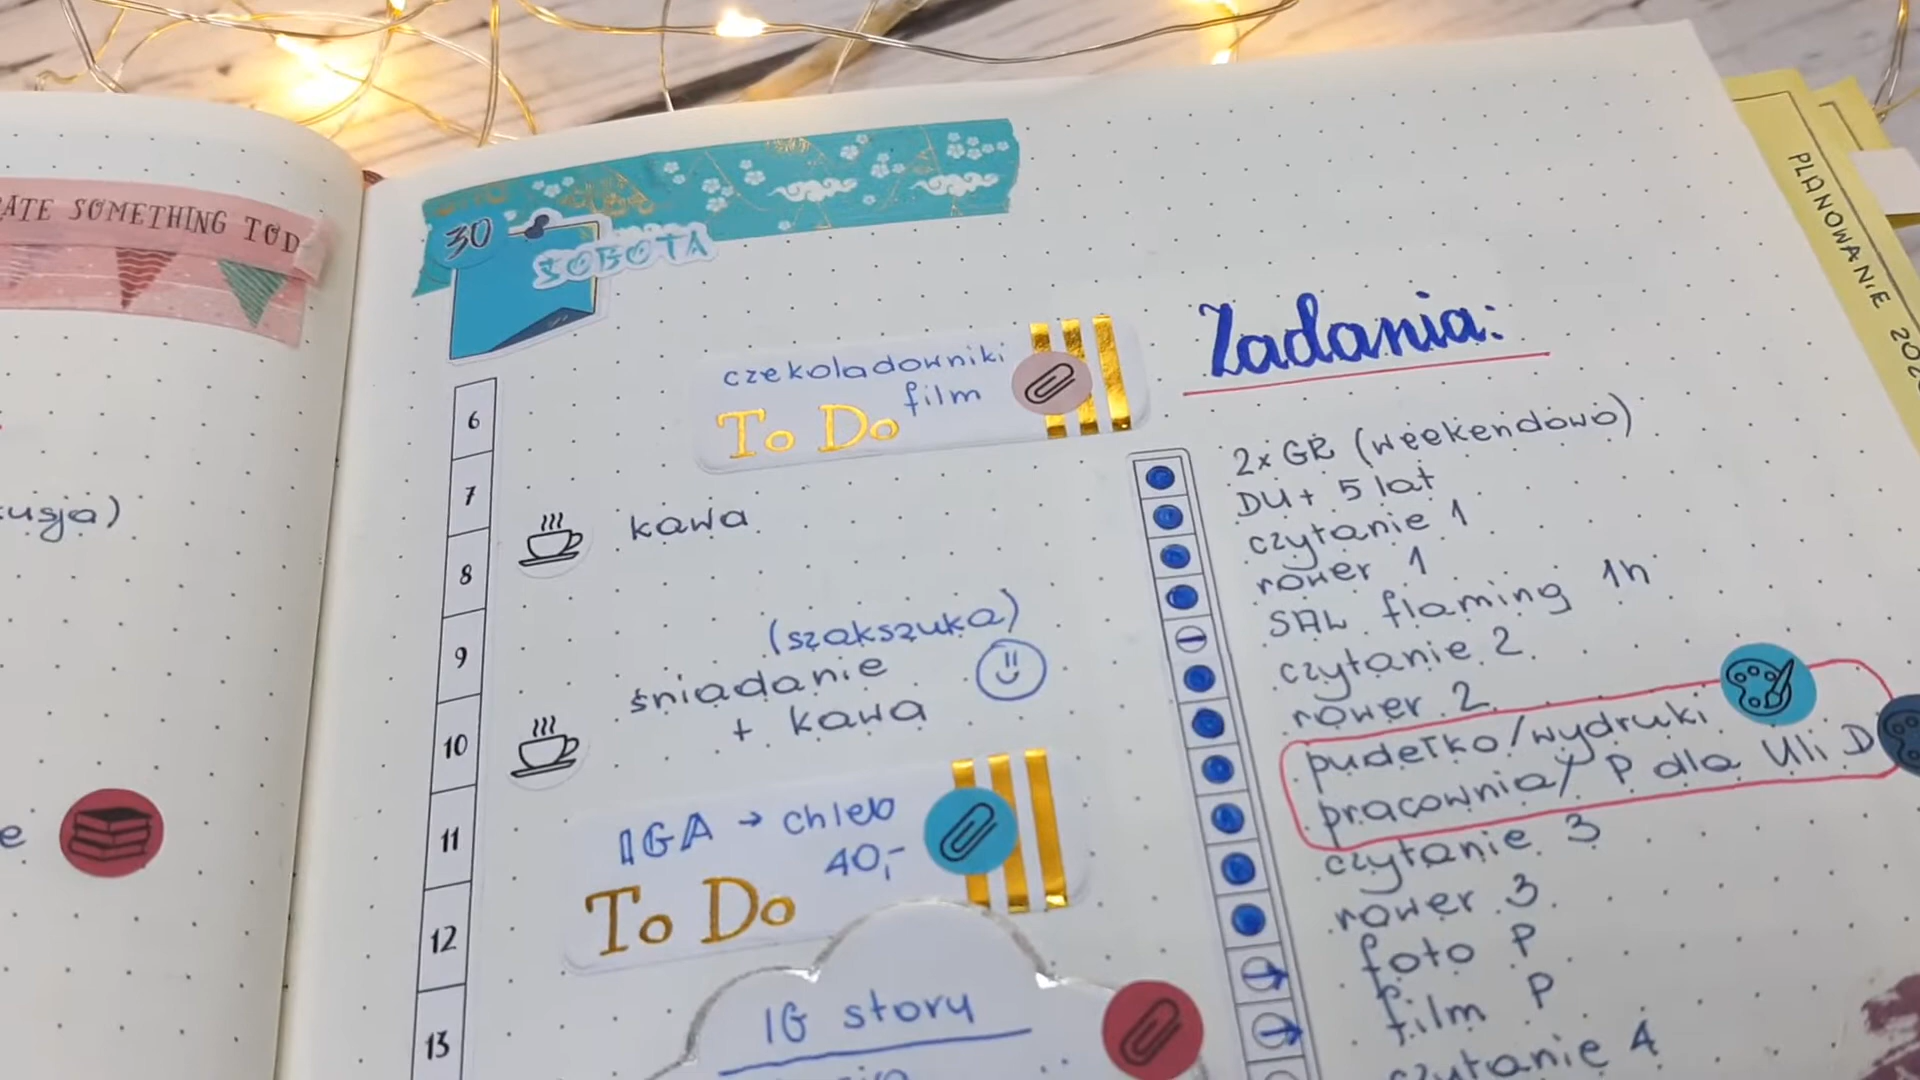 ATE SOMETHING TOD
usja)
e
30
SOBOTA
czekoladowniki
film
To Do
6
7
8
9
10
11
12
13
kawa
(szakszuka)
śniadanie
+ kawa
IGA → chleb
40,-
To Do
IG story
Zadania:
2x GR (weekendowo)
DU+ 5 lat
czytanie 1
rower 1
SAL flaming 1h
czytanie 2
rower 2
pudełko/wydruki
pracownia/P dla Uli D
czytanie 3
rower 3
foto P
film P
czytanie 4
PLANOWANIE 202